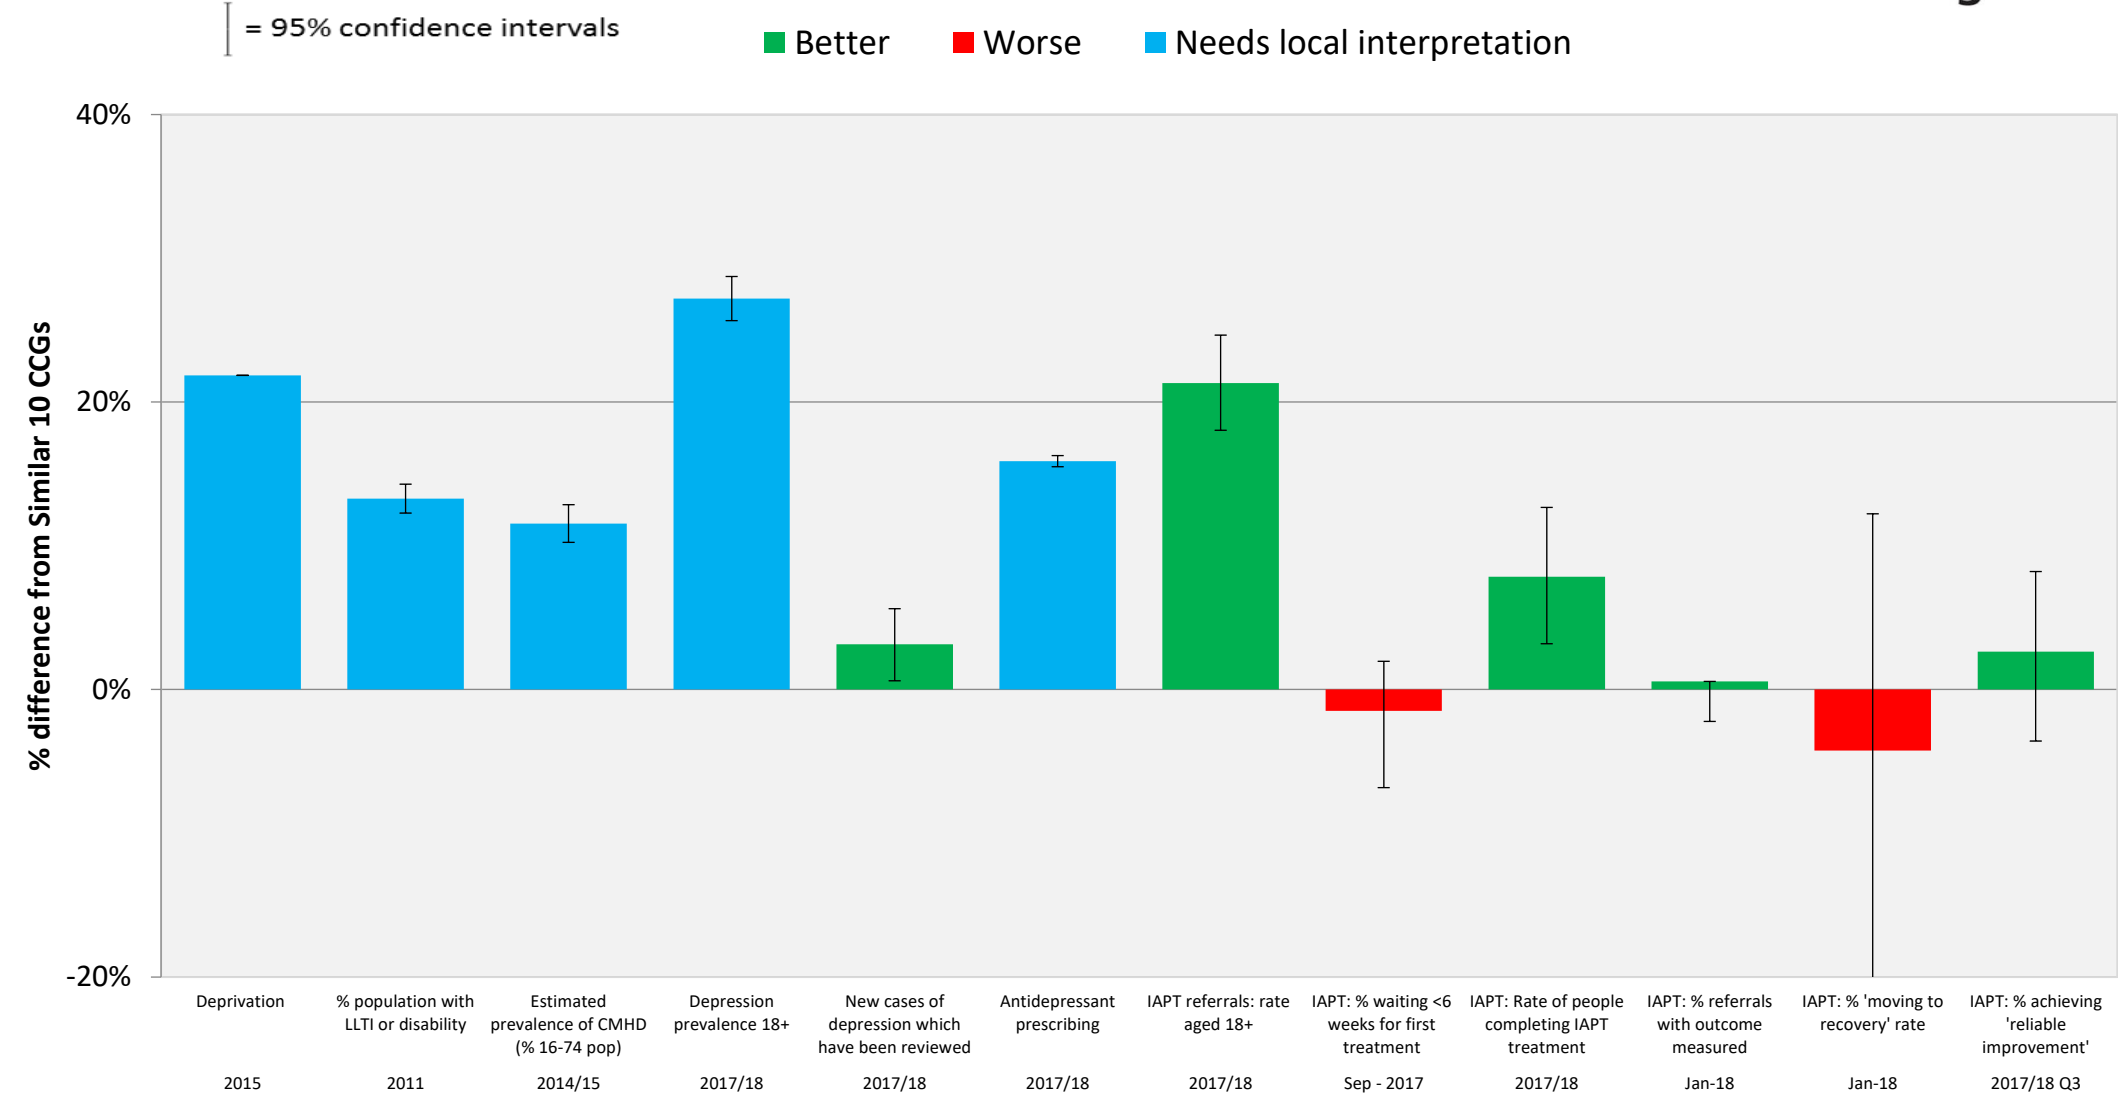 = 95% confidence intervals
Better
Worse
Needs local interpretation
% difference from Similar 10 CCGs
40%
20%
0%
-20%
Deprivation
2015
% population with
LLTI or disability
2011
Estimated
prevalence of CMHD
(% 16-74 pop)
2014/15
Depression
prevalence 18+
2017/18
New cases of
depression which
have been reviewed
2017/18
Antidepressant
prescribing
2017/18
IAPT referrals: rate
aged 18+
2017/18
IAPT: % waiting <6
weeks for first
treatment
Sep - 2017
IAPT: Rate of people
completing IAPT
treatment
2017/18
IAPT: % referrals
with outcome
measured
Jan-18
IAPT: % 'moving to
recovery' rate
Jan-18
IAPT: % achieving
'reliable
improvement'
2017/18 Q3